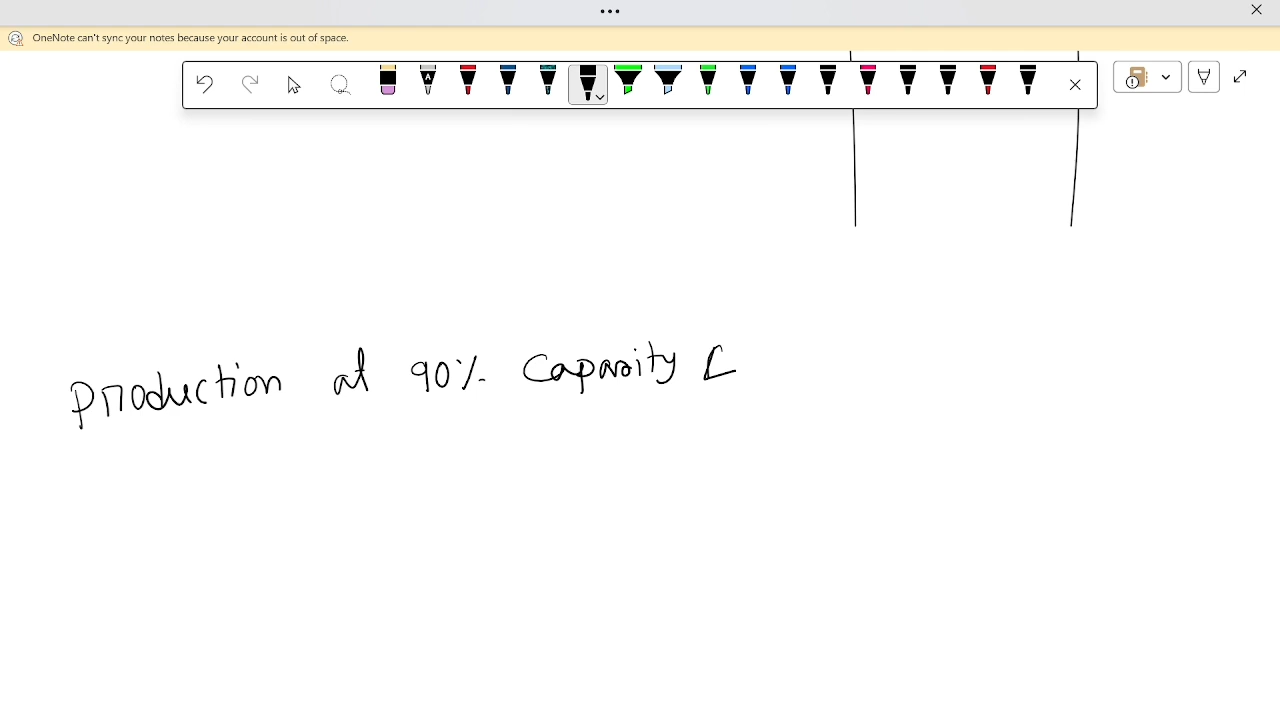 OneNote can't sync your notes because your account is out of space.
A
Production at 90% Capacity